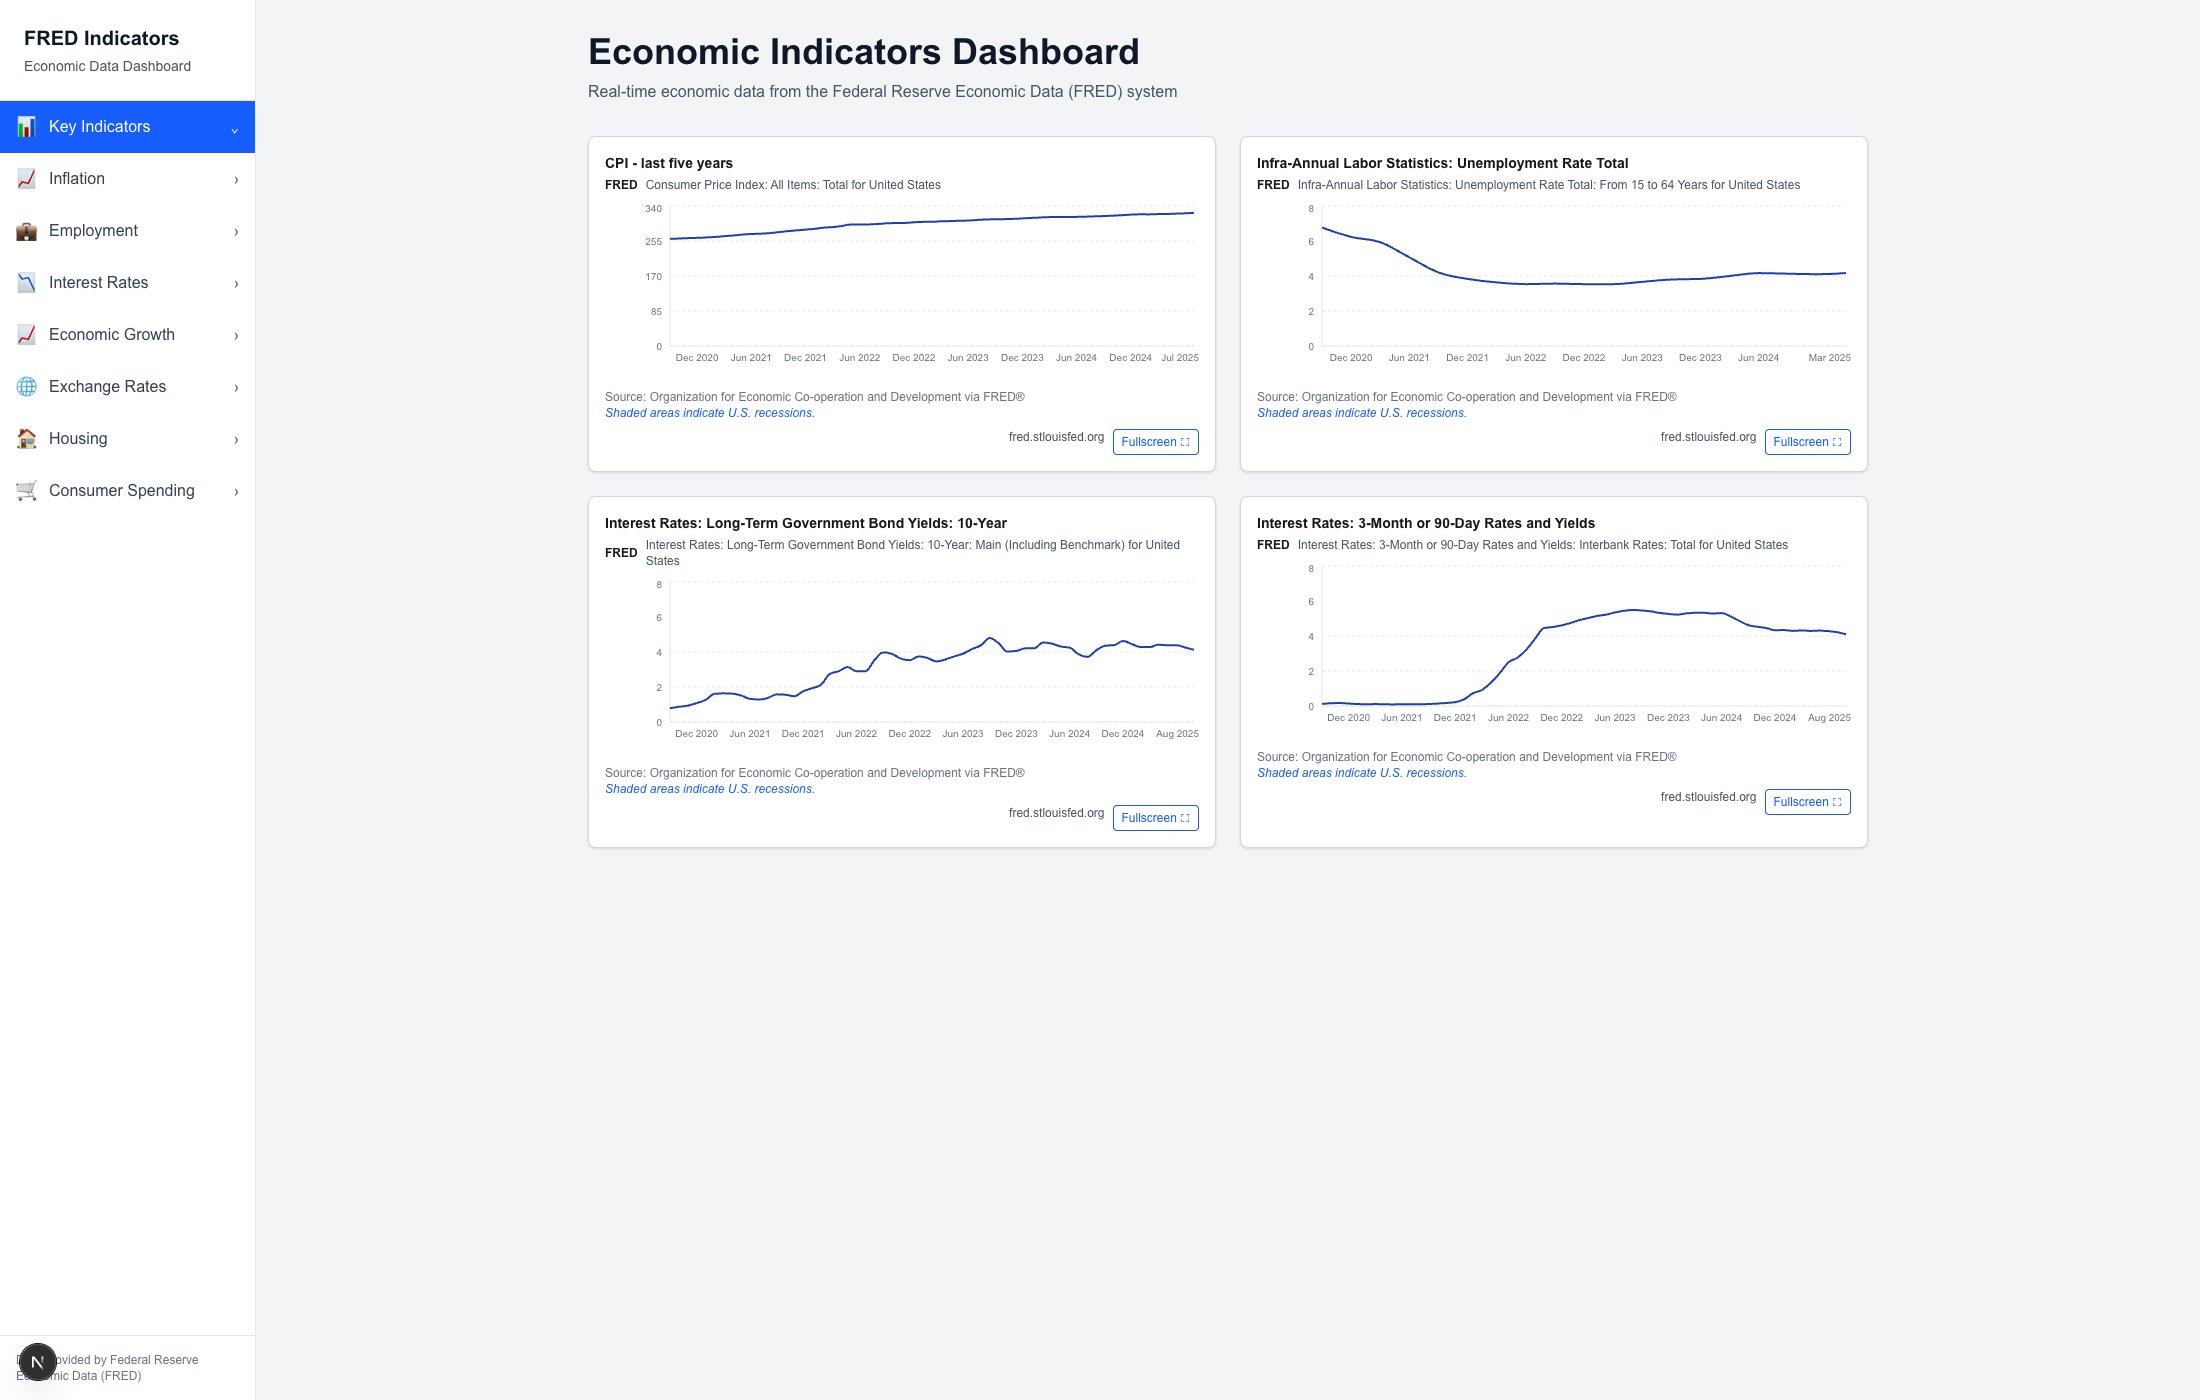 FRED Indicators
Economic Data Dashboard
Key Indicators
Inflation
Employment
Interest Rates
Economic Growth
Exchange Rates
Housing
Consumer Spending
provided by Federal Reserve
Data (FRED)
Economic Indicators Dashboard
Real-time economic data from the Federal Reserve Economic Data (FRED) system
CPI - last five years
FRED Consumer Price Index: All Items: Total for United States
340
255
170
85
0
Dec 2020 Jun 2021 Dec 2021 Jun 2022 Dec 2022 Jun 2023 Dec 2023 Jun 2024 Dec 2024 Jul 2025
Source: Organization for Economic Co-operation and Development via FRED®
Shaded areas indicate U.S. recessions.
fred.stlouisfed.org Fullscreen
Infra-Annual Labor Statistics: Unemployment Rate Total
FRED Infra-Annual Labor Statistics: Unemployment Rate Total: From 15 to 64 Years for United States
8
6
4
2
0
Dec 2020 Jun 2021 Dec 2021 Jun 2022 Dec 2022 Jun 2023 Dec 2023 Jun 2024 Mar 2025
Source: Organization for Economic Co-operation and Development via FRED®
Shaded areas indicate U.S. recessions.
fred.stlouisfed.org Fullscreen
Interest Rates: Long-Term Government Bond Yields: 10-Year
FRED Interest Rates: Long-Term Government Bond Yields: 10-Year: Main (Including Benchmark) for United
States
8
6
4
2
0
Dec 2020 Jun 2021 Dec 2021 Jun 2022 Dec 2022 Jun 2023 Dec 2023 Jun 2024 Dec 2024 Aug 2025
Source: Organization for Economic Co-operation and Development via FRED®
Shaded areas indicate U.S. recessions.
fred.stlouisfed.org Fullscreen
Interest Rates: 3-Month or 90-Day Rates and Yields
FRED Interest Rates: 3-Month or 90-Day Rates and Yields: Interbank Rates: Total for United States
8
6
4
2
0
Dec 2020 Jun 2021 Dec 2021 Jun 2022 Dec 2022 Jun 2023 Dec 2023 Jun 2024 Dec 2024 Aug 2025
Source: Organization for Economic Co-operation and Development via FRED®
Shaded areas indicate U.S. recessions.
fred.stlouisfed.org Fullscreen